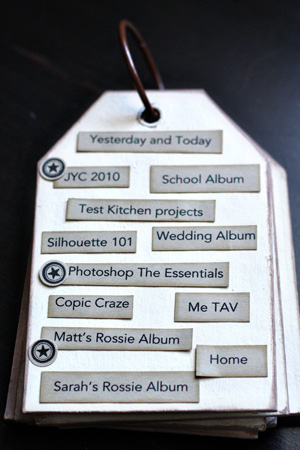 Yesterday and Today
JYC 2010
School Album
Test Kitchen projects
Silhouette 101
Wedding Album
Photoshop The Essentials
Copic Craze
Me TAV
Matt's Rossie Album
Home
Sarah's Rossie Album